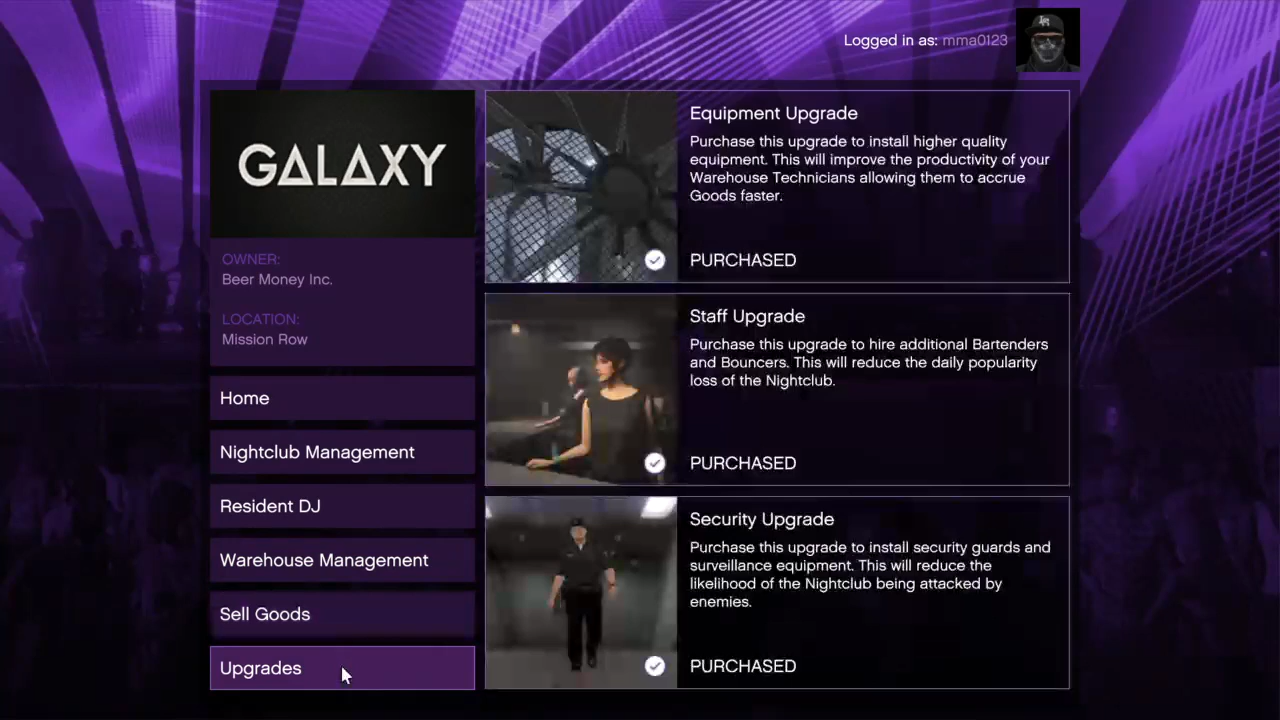 Logged in as: mma0123
GALAXY
OWNER:
Beer Money Inc.
LOCATION:
Mission Row
Home
Nightclub Management
Resident DJ
Warehouse Management
Sell Goods
Upgrades
Equipment Upgrade
Purchase this upgrade to install higher quality
equipment. This will improve the productivity of your
Warehouse Technicians allowing them to accrue
Goods faster.
PURCHASED
Staff Upgrade
Purchase this upgrade to hire additional Bartenders
and Bouncers. This will reduce the daily popularity
loss of the Nightclub.
PURCHASED
Security Upgrade
Purchase this upgrade to install security guards and
surveillance equipment. This will reduce the
likelihood of the Nightclub being attacked by
enemies.
PURCHASED